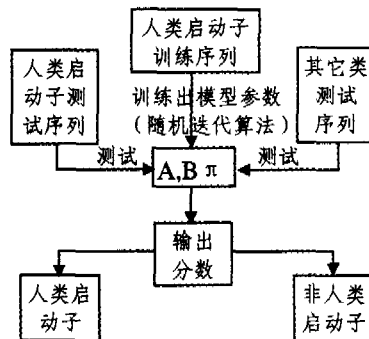 人类启动子
训练序列
人类启
动子测
试序列
其它类
测试
序列
训练出模型参数
（随机迭代算法）
测试
测试
A,B π
输出
分数
人类启
动子
非人类
启动子